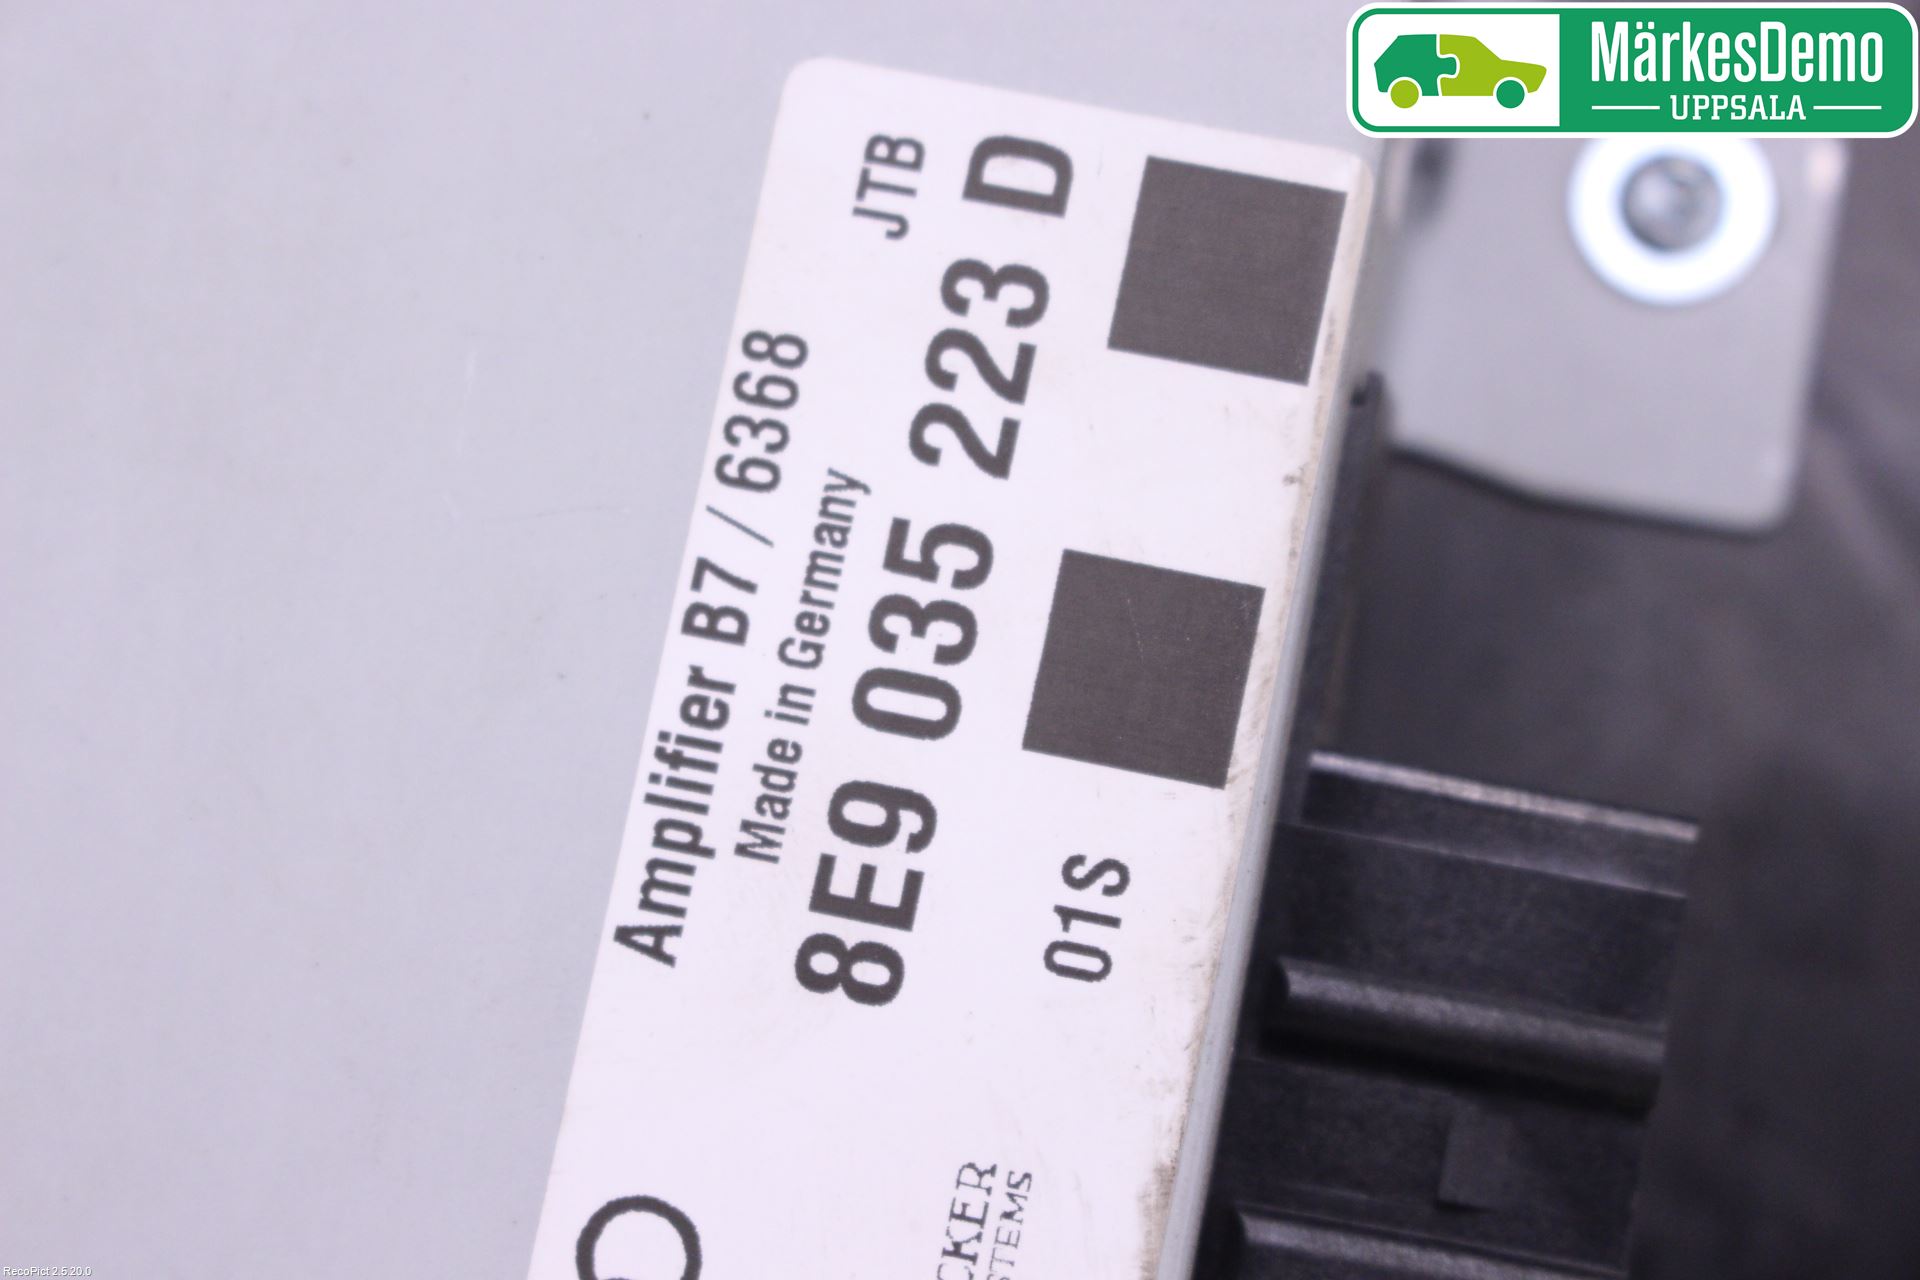 MärkesDemo
UPPSALA
Amplifier B7 / 6368
Made in Germany
JTB
8E9 035 223 D
01S
CKER
STEMS
RecoPict 2.5.20.0